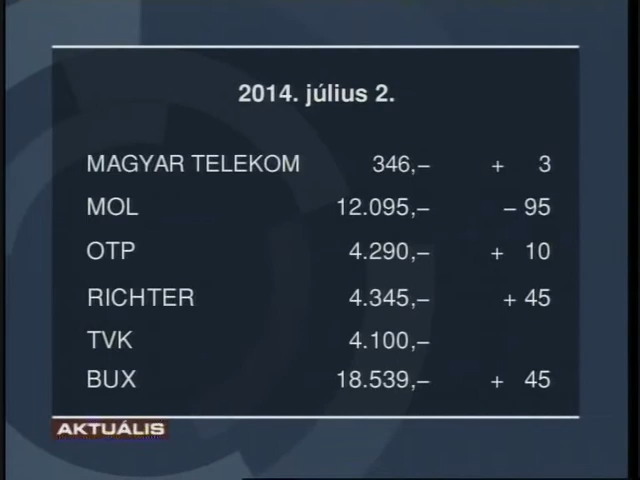 2014. július 2.
MAGYAR TELEKOM 346,– + 3
MOL 12.095,– – 95
OTP 4.290,– + 10
RICHTER 4.345,– + 45
TVK 4.100,–
BUX 18.539,– + 45
AKTUÁLIS